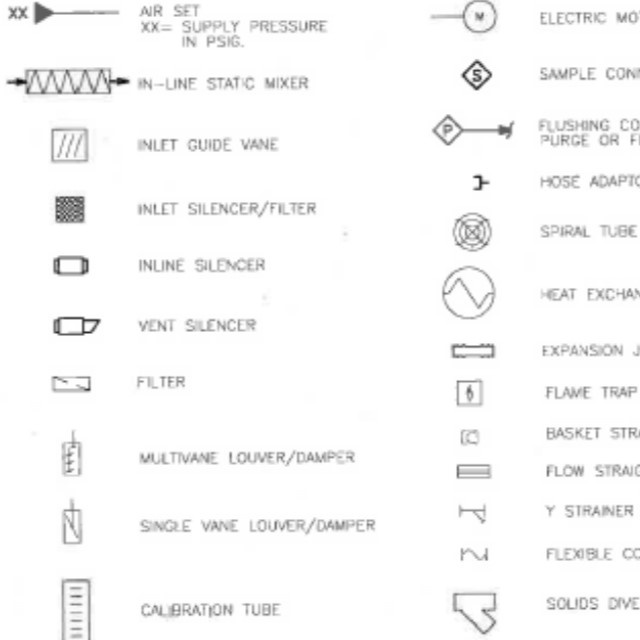 XX
AIR SET
XX= SUPPLY PRESSURE
IN PSIG.
IN-LINE STATIC MIXER
INLET GUIDE VANE
INLET SILENCER/FILTER
INLINE SILENCER
VENT SILENCER
FILTER
MULTIVANE LOUVER/DAMPER
SINGLE VANE LOUVER/DAMPER
CALIBRATION TUBE
M
ELECTRIC MO
S
SAMPLE CON
P
FLUSHING CO
PURGE OR F
HOSE ADAPTO
SPIRAL TUBE
HEAT EXCHAN
EXPANSION J
FLAME TRAP
BASKET STRA
FLOW STRAIG
Y STRAINER
FLEXIBLE CO
SOLIDS DIVE